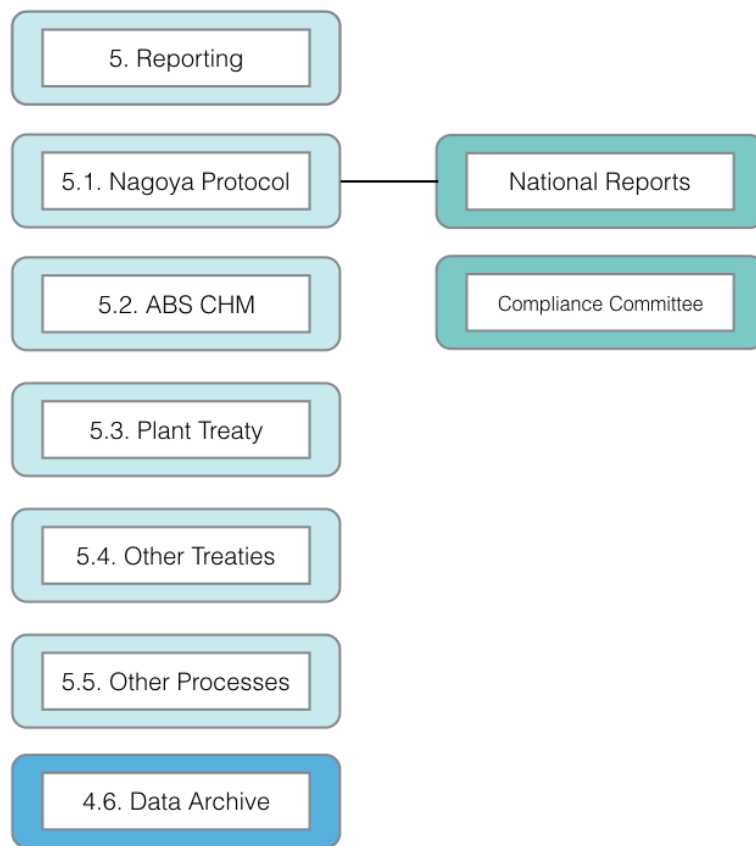 5. Reporting
5.1. Nagoya Protocol
National Reports
5.2. ABS CHM
Compliance Committee
5.3. Plant Treaty
5.4. Other Treaties
5.5. Other Processes
4.6. Data Archive